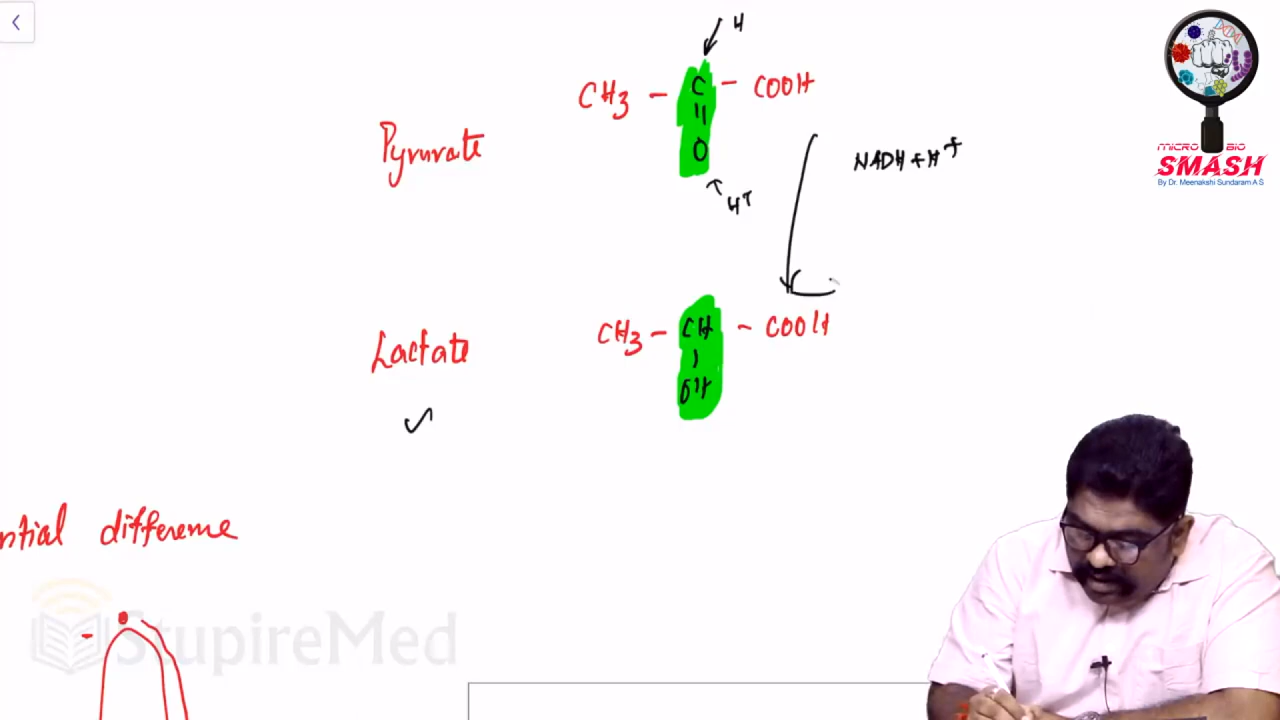 H
CH3 - C - COOH
||
O
Pyruvate
NADH + H+
H+
CH3 - CH - COOH
|
OH
Lactate
ntial difference
-
StupireMed
MICRO BIO
SMASH
By Dr. Meenakshi Sundaram A S